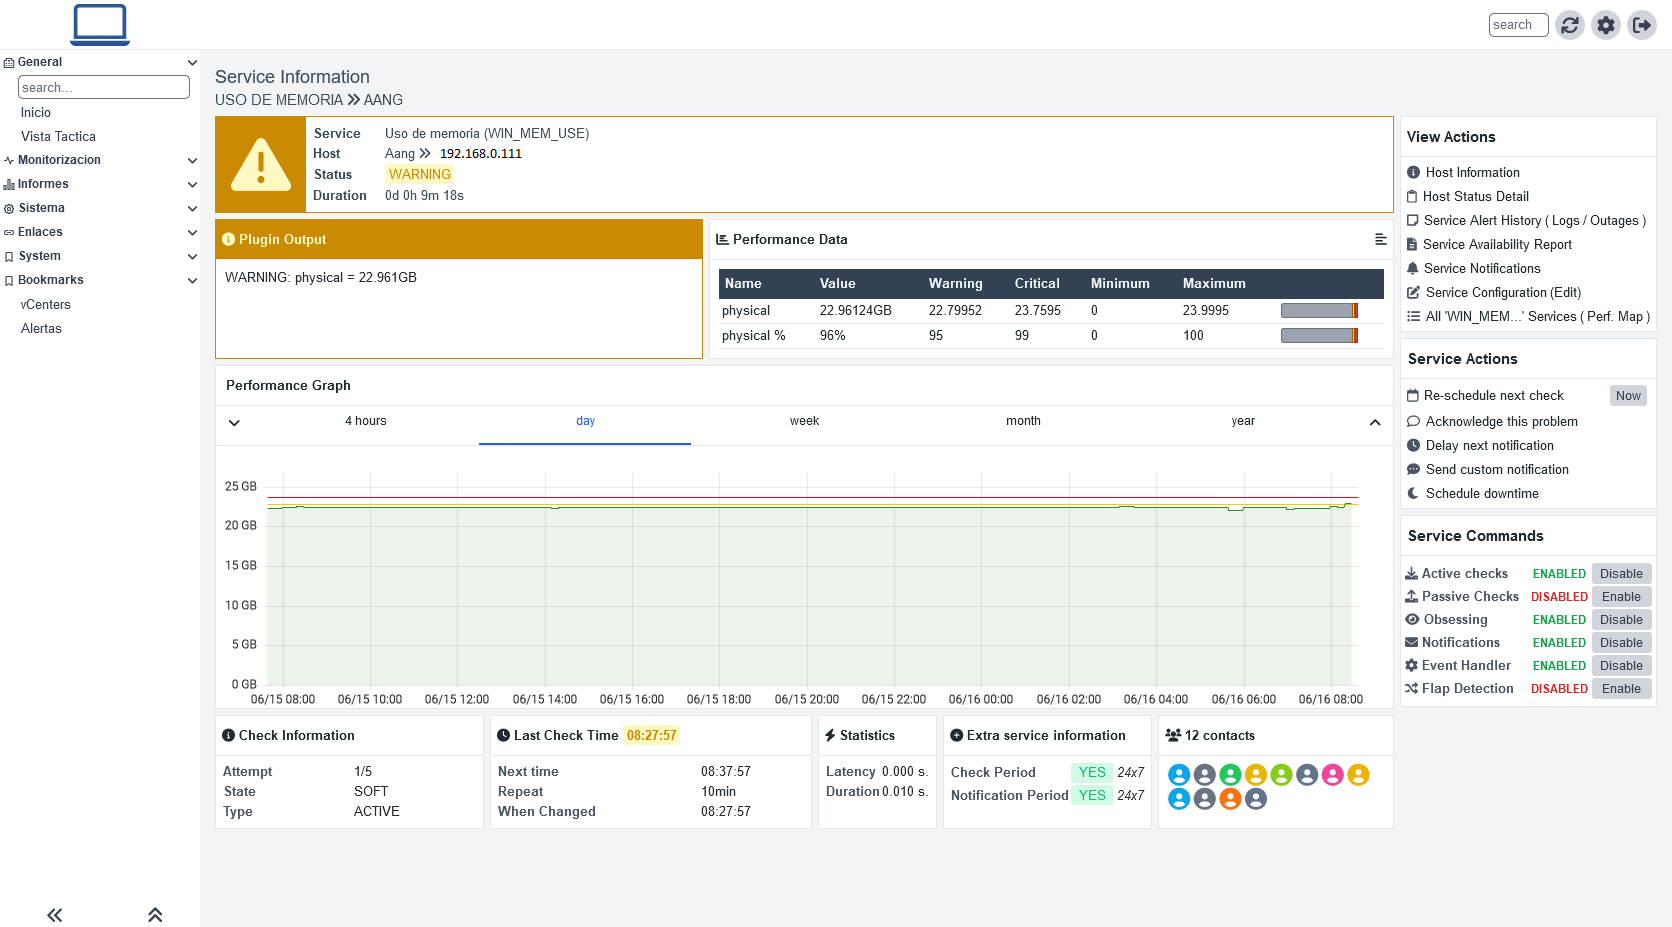 search
General
search...
Inicio
Vista Tactica
Monitorizacion
Informes
Sistema
Enlaces
System
Bookmarks
vCenters
Alertas
Service Information
USO DE MEMORIA AANG
Service Uso de memoria (WIN_MEM_USE)
Host Aang 192.168.0.111
Status WARNING
Duration 0d 0h 9m 18s
Plugin Output
WARNING: physical = 22.961GB
Performance Data
Name Value Warning Critical Minimum Maximum
physical 22.96124GB 22.79952 23.7595 0 23.9995
physical % 96% 95 99 0 100
Performance Graph
4 hours day week month year
25 GB
20 GB
15 GB
10 GB
5 GB
0 GB
06/15 08:00 06/15 10:00 06/15 12:00 06/15 14:00 06/15 16:00 06/15 18:00 06/15 20:00 06/15 22:00 06/16 00:00 06/16 02:00 06/16 04:00 06/16 06:00 06/16 08:00
Check Information
Attempt 1/5
State SOFT
Type ACTIVE
Last Check Time 08:27:57
Next time 08:37:57
Repeat 10min
When Changed 08:27:57
Statistics
Latency 0.000 s.
Duration 0.010 s.
Extra service information
Check Period YES 24x7
Notification Period YES 24x7
12 contacts
View Actions
Host Information
Host Status Detail
Service Alert History ( Logs / Outages )
Service Availability Report
Service Notifications
Service Configuration (Edit)
All 'WIN_MEM...' Services ( Perf. Map )
Service Actions
Re-schedule next check Now
Acknowledge this problem
Delay next notification
Send custom notification
Schedule downtime
Service Commands
Active checks ENABLED Disable
Passive Checks DISABLED Enable
Obsessing ENABLED Disable
Notifications ENABLED Disable
Event Handler ENABLED Disable
Flap Detection DISABLED Enable